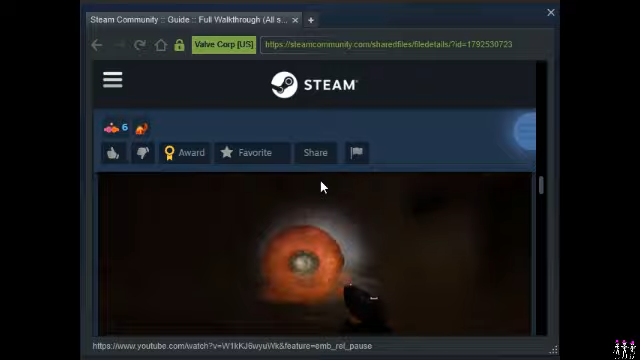 Steam Community :: Guide :: Full Walkthrough (All s...
Valve Corp [US] https://steamcommunity.com/sharedfiles/filedetails/?id=1792530723
STEAM
6
Award Favorite Share
https://www.youtube.com/watch?v=W1kKJ6wyuWk&feature=emb_rel_pause